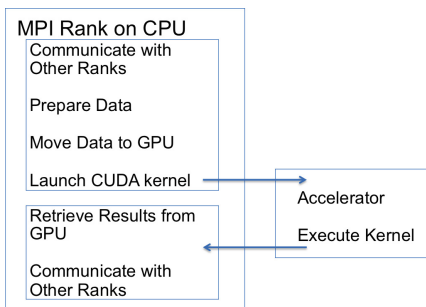 MPI Rank on CPU
Communicate with
Other Ranks
Prepare Data
Move Data to GPU
Launch CUDA kernel
Retrieve Results from
GPU
Communicate with
Other Ranks
Accelerator
Execute Kernel